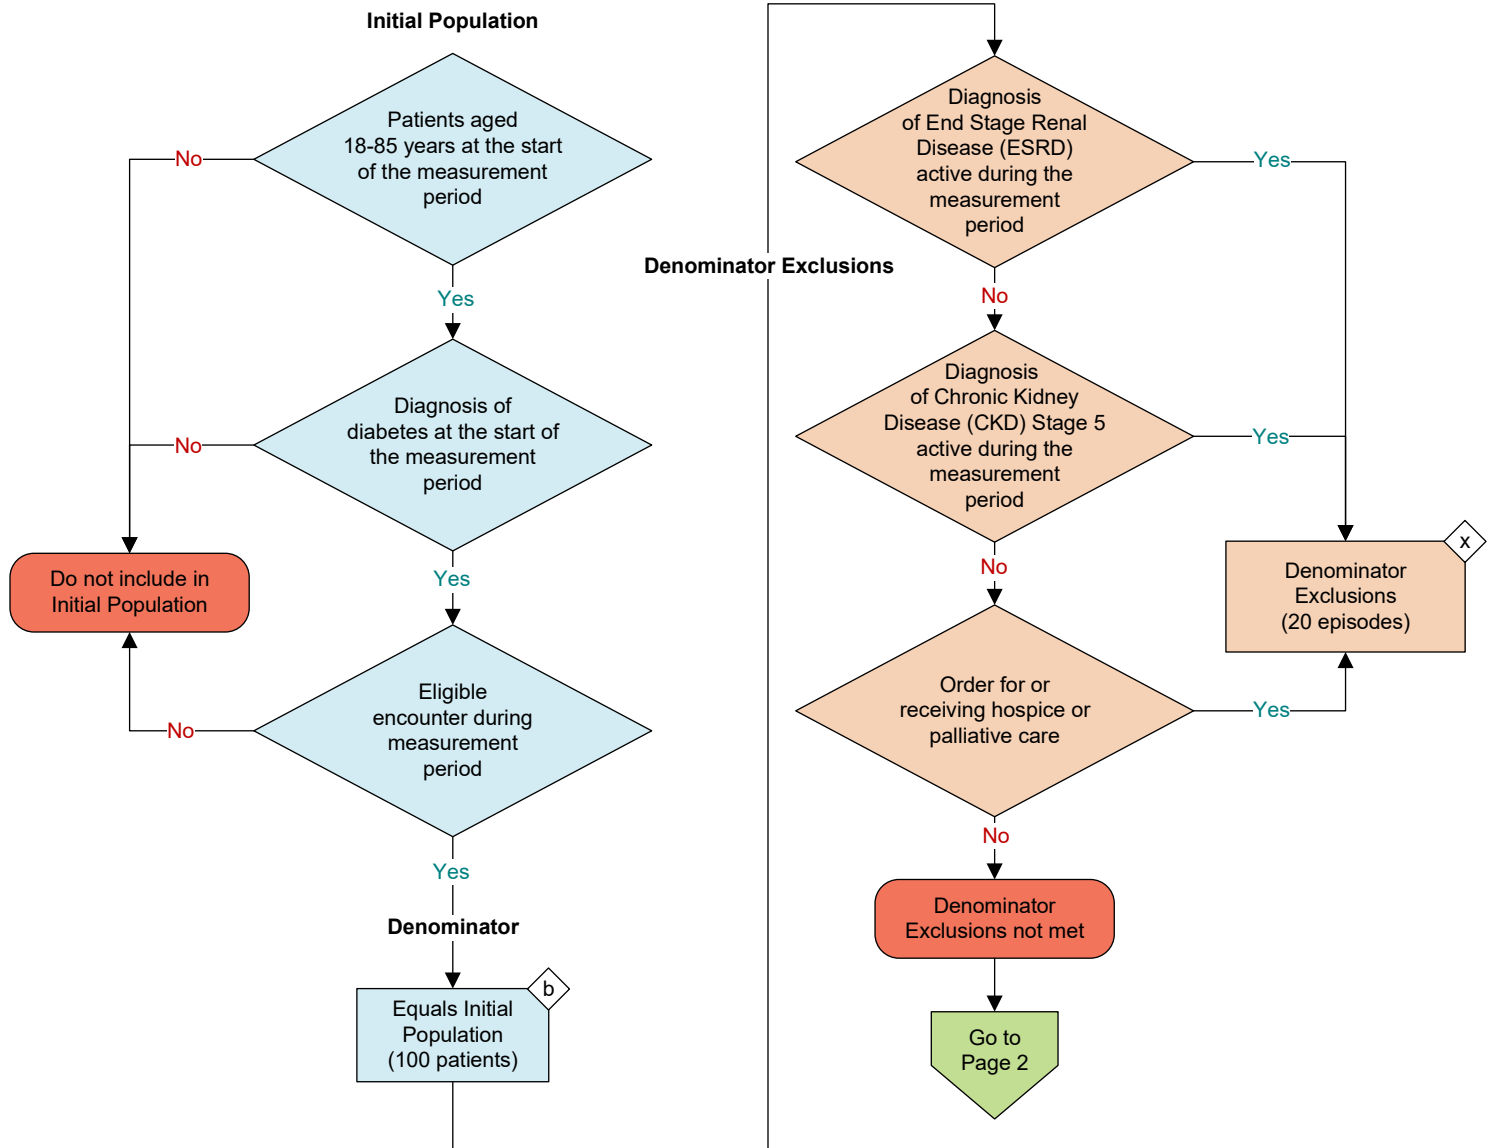 Initial Population
Patients aged
18-85 years at the start
of the measurement
period
No
Yes
Diagnosis of
diabetes at the start of
the measurement
period
No
Do not include in
Initial Population
Yes
Eligible
encounter during
measurement
period
No
Yes
Denominator
b
Equals Initial
Population
(100 patients)
Denominator Exclusions
Diagnosis
of End Stage Renal
Disease (ESRD)
active during the
measurement
period
Yes
No
Diagnosis
of Chronic Kidney
Disease (CKD) Stage 5
active during the
measurement
period
Yes
x
Denominator
Exclusions
(20 episodes)
No
Order for or
receiving hospice or
palliative care
Yes
No
Denominator
Exclusions not met
Go to
Page 2